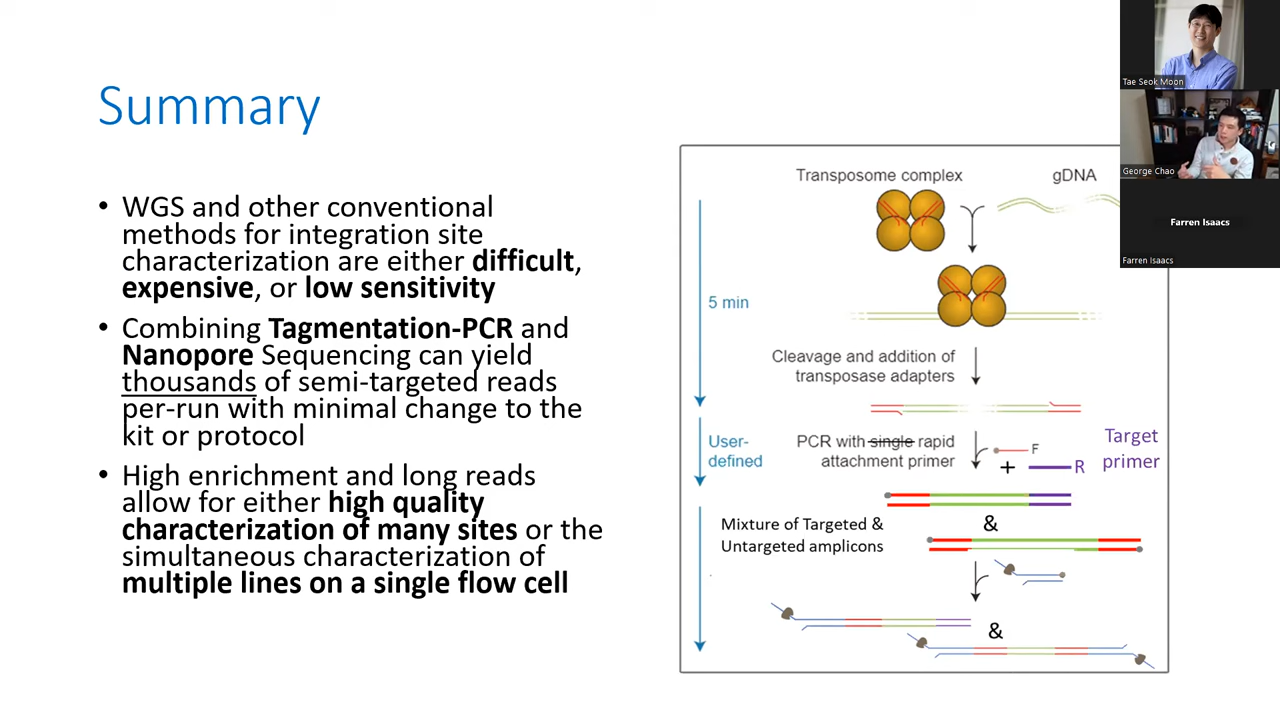 Summary
• WGS and other conventional
methods for integration site
characterization are either difficult,
expensive, or low sensitivity
• Combining Tagmentation-PCR and
Nanopore Sequencing can yield
thousands of semi-targeted reads
per-run with minimal change to the
kit or protocol
• High enrichment and long reads
allow for either high quality
characterization of many sites or the
simultaneous characterization of
multiple lines on a single flow cell
Transposome complex
gDNA
5 min
Cleavage and addition of
transposase adapters
User-
defined
PCR with single rapid
attachment primer
F
+
R
Target
primer
Mixture of Targeted &
Untargeted amplicons
&
&
Tae Seok Moon
George Chao
Farren Isaacs
Farren Isaacs